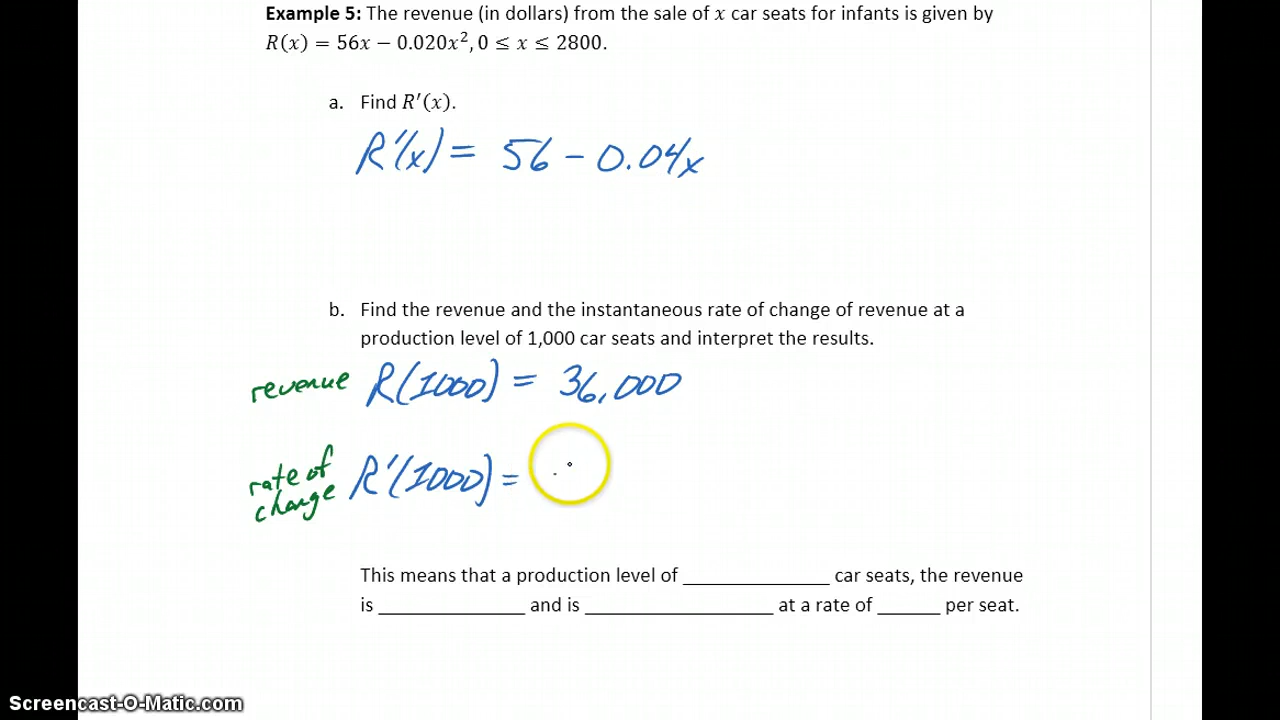 Example 5: The revenue (in dollars) from the sale of x car seats for infants is given by
R(x) = 56x − 0.020x², 0 ≤ x ≤ 2800.
a. Find R′(x).
R′(x) = 56 − 0.04x
b. Find the revenue and the instantaneous rate of change of revenue at a
production level of 1,000 car seats and interpret the results.
revenue R(1000) = 36,000
rate of
change R′(1000) =
This means that a production level of ______________ car seats, the revenue
is ______________ and is __________________ at a rate of ______ per seat.
Screencast-O-Matic.com